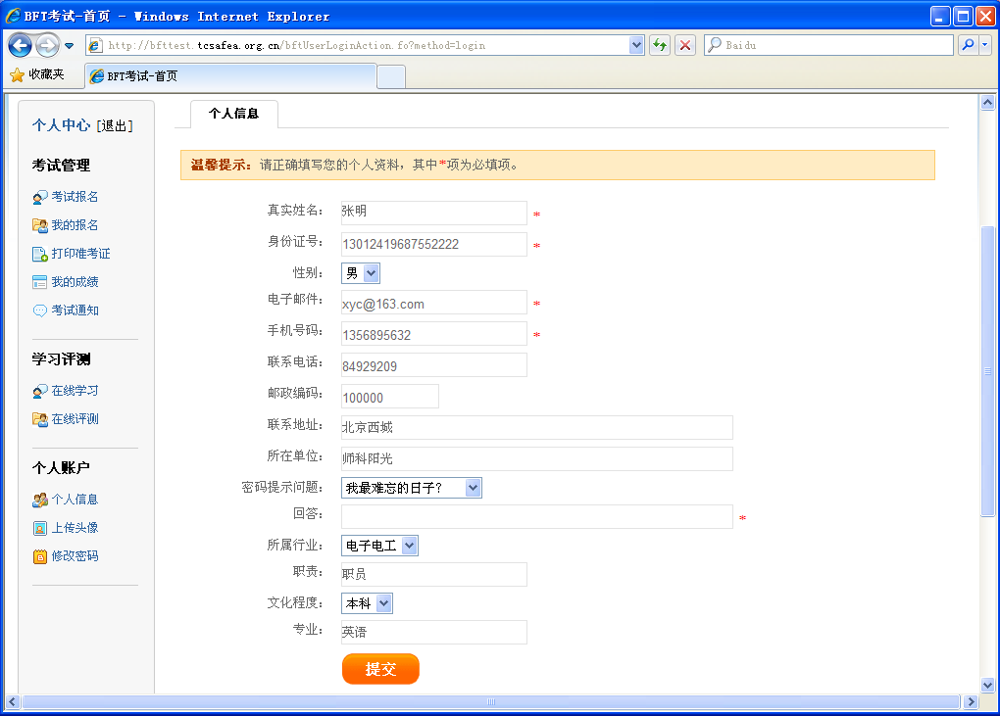 BFT考试-首页 - Windows Internet Explorer
http://bfttest.tcsafea.org.cn/bftUserLoginAction.fo?method=login
Baidu
收藏夹
BFT考试-首页
个人中心 [退出]
考试管理
考试报名
我的报名
打印准考证
我的成绩
考试通知
学习评测
在线学习
在线评测
个人账户
个人信息
上传头像
修改密码
个人信息
温馨提示：请正确填写您的个人资料，其中*项为必填项。
真实姓名： 张明 *
身份证号： 13012419687552222 *
性别： 男
电子邮件： xyc@163.com *
手机号码： 1356895632 *
联系电话： 84929209
邮政编码： 100000
联系地址： 北京西城
所在单位： 师科阳光
密码提示问题： 我最难忘的日子?
回答： *
所属行业： 电子电工
职责： 职员
文化程度： 本科
专业： 英语
提交